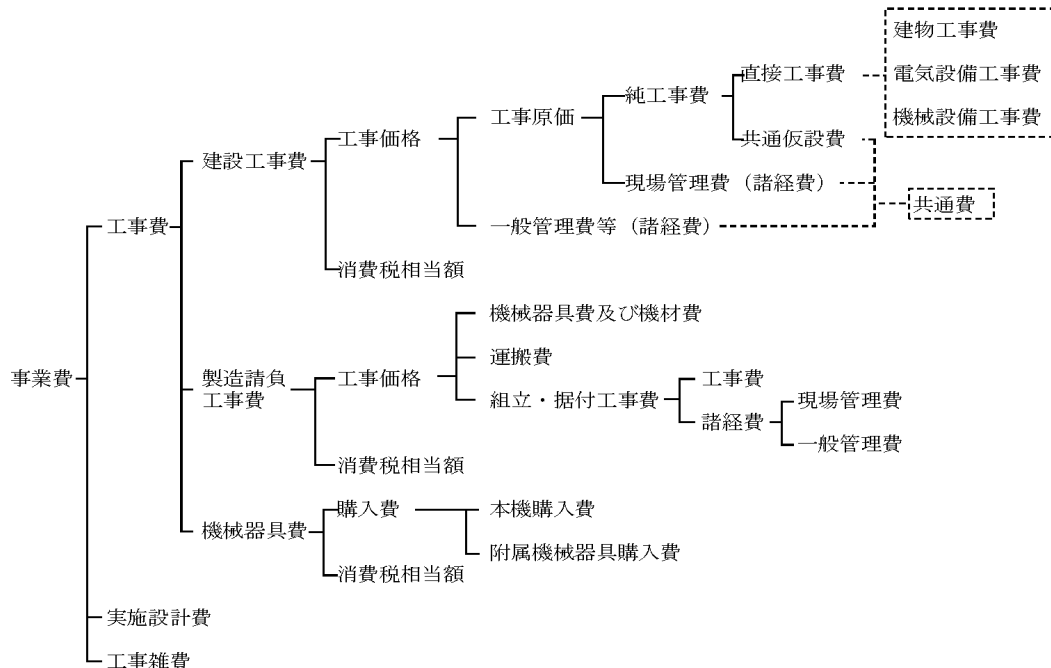 建物工事費
直接工事費
電気設備工事費
純工事費
工事原価
機械設備工事費
工事価格
共通仮設費
建設工事費
現場管理費（諸経費）
共通費
工事費
一般管理費等（諸経費）
消費税相当額
機械器具費及び機材費
運搬費
事業費
製造請負
工事費
工事価格
工事費
組立・据付工事費
現場管理費
諸経費
一般管理費
消費税相当額
購入費
本機購入費
機械器具費
附属機械器具購入費
消費税相当額
実施設計費
工事雑費